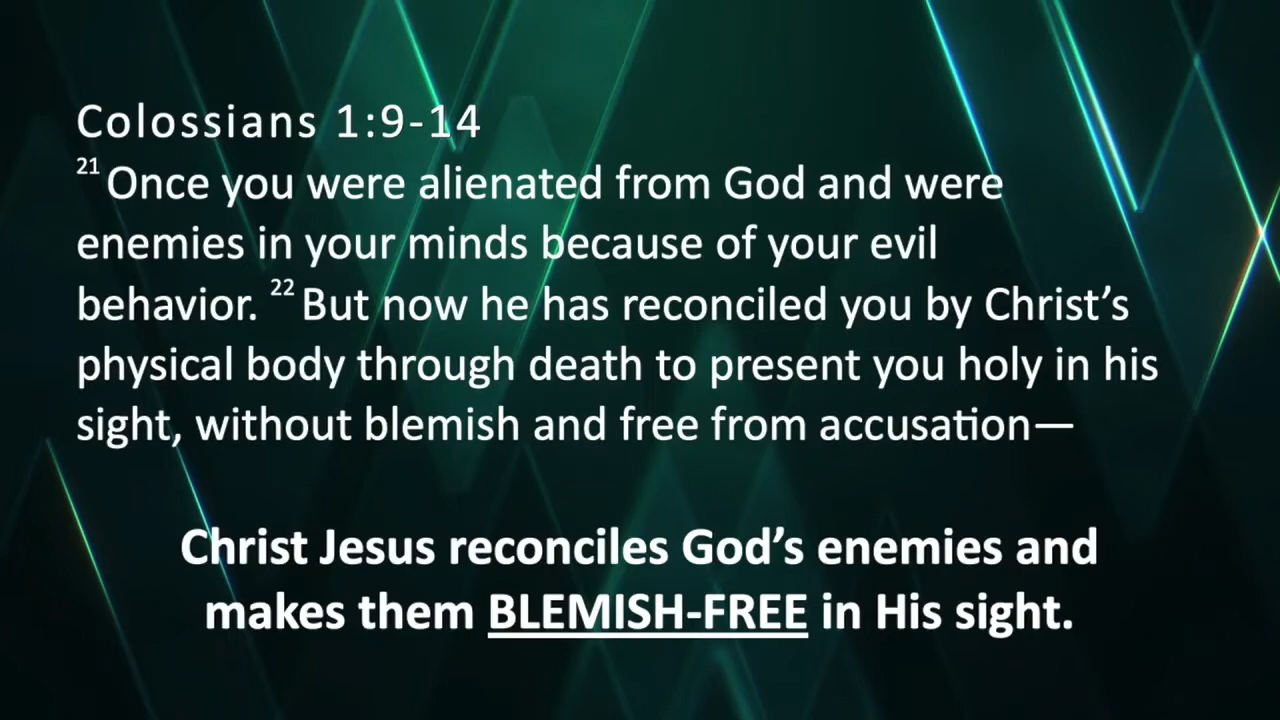 Colossians 1:9-14
21 Once you were alienated from God and were
enemies in your minds because of your evil
behavior. 22 But now he has reconciled you by Christ’s
physical body through death to present you holy in his
sight, without blemish and free from accusation—
Christ Jesus reconciles God’s enemies and
makes them BLEMISH-FREE in His sight.